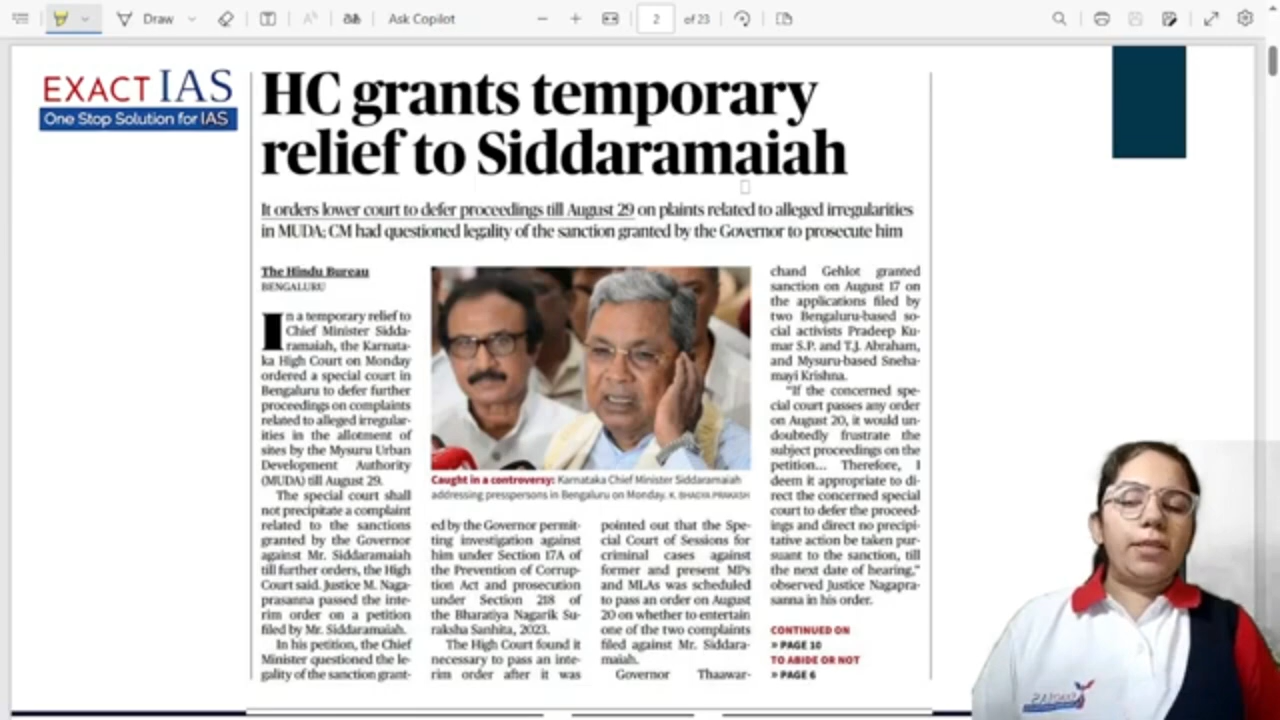 Draw
Ask Copilot
2 of 23
EXACT IAS
One Stop Solution for IAS
HC grants temporary
relief to Siddaramaiah
It orders lower court to defer proceedings till August 29 on plaints related to alleged irregularities
in MUDA; CM had questioned legality of the sanction granted by the Governor to prosecute him
The Hindu Bureau
BENGALURU
In a temporary relief to
Chief Minister Sidda-
ramaiah, the Karnata-
ka High Court on Monday
ordered a special court in
Bengaluru to defer further
proceedings on complaints
related to alleged irregular-
ities in the allotment of
sites by the Mysuru Urban
Development Authority
(MUDA) till August 29.
The special court shall
not precipitate a complaint
related to the sanctions
granted by the Governor
against Mr. Siddaramaiah
till further orders, the High
Court said. Justice M. Naga-
prasanna passed the inte-
rim order on a petition
filed by Mr. Siddaramaiah.
In his petition, the Chief
Minister questioned the le-
gality of the sanction grant-
Caught in a controversy: Karnataka Chief Minister Siddaramaiah
addressing presspersons in Bengaluru on Monday. K. BHAGYA PRAKASH
ed by the Governor permit-
ting investigation against
him under Section 17A of
the Prevention of Corrup-
tion Act and prosecution
under Section 218 of
the Bharatiya Nagarik Su-
raksha Sanhita, 2023.
The High Court found it
necessary to pass an inte-
rim order after it was
pointed out that the Spe-
cial Court of Sessions for
criminal cases against
former and present MPs
and MLAs was scheduled
to pass an order on August
20 on whether to entertain
one of the two complaints
filed against Mr. Siddara-
maiah.
Governor Thaawar-
chand Gehlot granted
sanction on August 17 on
the applications filed by
two Bengaluru-based so-
cial activists Pradeep Ku-
mar S.P. and T.J. Abraham,
and Mysuru-based Sneha-
mayi Krishna.
"If the concerned spe-
cial court passes any order
on August 20, it would un-
doubtedly frustrate the
subject proceedings on the
petition... Therefore, I
deem it appropriate to di-
rect the concerned special
court to defer the proceed-
ings and direct no precipi-
tative action be taken pur-
suant to the sanction, till
the next date of hearing,"
observed Justice Nagapra-
sanna in his order.
CONTINUED ON
» PAGE 10
TO ABIDE OR NOT
» PAGE 6